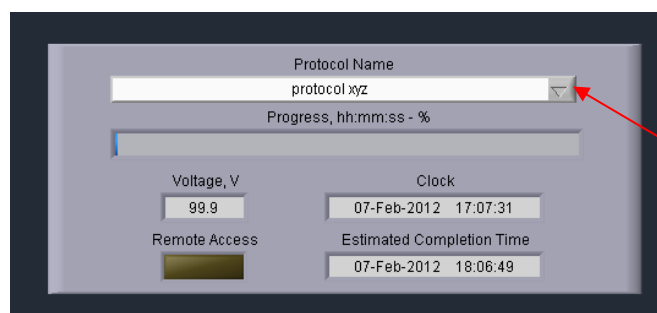 Protocol Name
protocol xyz
Progress, hh:mm:ss - %
Voltage, V Clock
99.9 07-Feb-2012 17:07:31
Remote Access Estimated Completion Time
07-Feb-2012 18:06:49